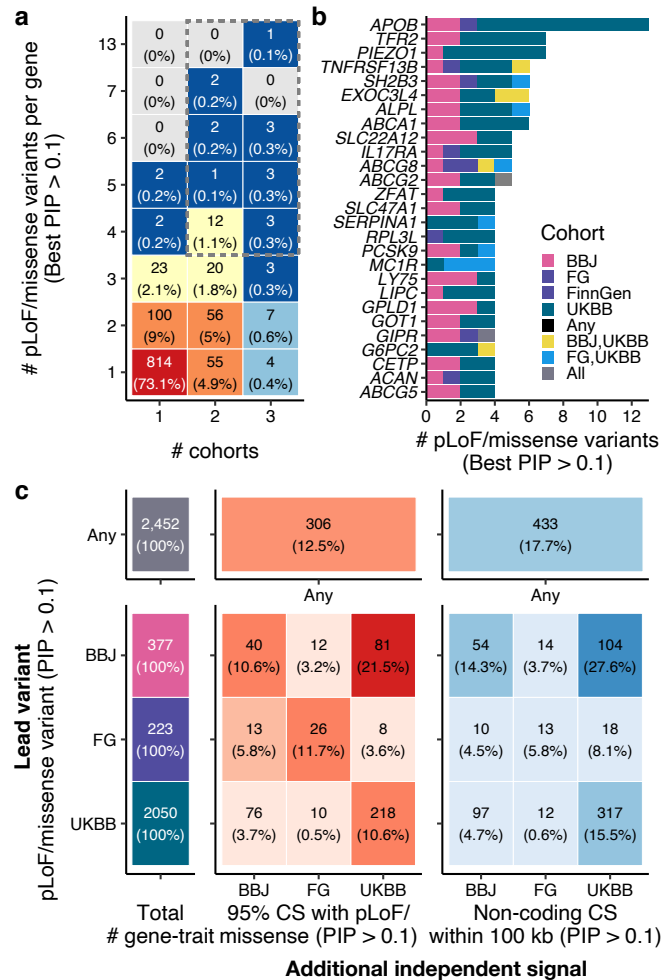 a
# pLoF/missense variants per gene
(Best PIP > 0.1)
13
7
6
5
4
3
2
1
0
(0%)
0
(0%)
1
(0.1%)
0
(0%)
2
(0.2%)
0
(0%)
0
(0%)
2
(0.2%)
3
(0.3%)
2
(0.2%)
1
(0.1%)
3
(0.3%)
2
(0.2%)
12
(1.1%)
3
(0.3%)
23
(2.1%)
20
(1.8%)
3
(0.3%)
100
(9%)
56
(5%)
7
(0.6%)
814
(73.1%)
55
(4.9%)
4
(0.4%)
1 2 3
# cohorts
b
APOB
TFR2
PIEZO1
TNFRSF13B
SH2B3
EXOC3L4
ALPL
ABCA1
SLC22A12
IL17RA
ABCG8
ABCG2
ZFAT
SLC47A1
SERPINA1
RPL3L
PCSK9
MC1R
LY75
LIPC
GPLD1
GOT1
GIPR
G6PC2
CETP
ACAN
ABCG5
Cohort
BBJ
FG
FinnGen
UKBB
Any
BBJ,UKBB
FG,UKBB
All
0 2 4 6 8 10 12
# pLoF/missense variants
(Best PIP > 0.1)
c
Lead variant
pLoF/missense variant (PIP > 0.1)
Any
2,452
(100%)
306
(12.5%)
433
(17.7%)
Any Any
BBJ
377
(100%)
40
(10.6%)
12
(3.2%)
81
(21.5%)
54
(14.3%)
14
(3.7%)
104
(27.6%)
FG
223
(100%)
13
(5.8%)
26
(11.7%)
8
(3.6%)
10
(4.5%)
13
(5.8%)
18
(8.1%)
UKBB
2050
(100%)
76
(3.7%)
10
(0.5%)
218
(10.6%)
97
(4.7%)
12
(0.6%)
317
(15.5%)
BBJ FG UKBB BBJ FG UKBB
Total
# gene-trait
95% CS with pLoF/
missense (PIP > 0.1)
Non-coding CS
within 100 kb (PIP > 0.1)
Additional independent signal